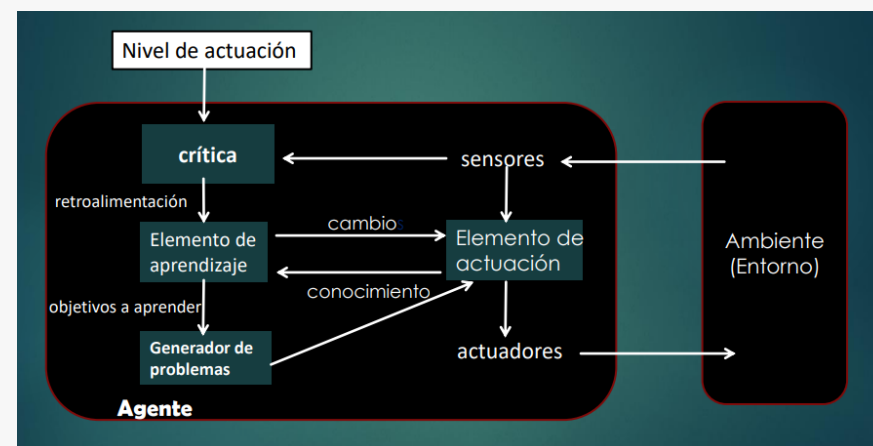 Nivel de actuación
crítica
sensores
retroalimentación
cambios
Elemento de
aprendizaje
Elemento de
actuación
Ambiente
(Entorno)
conocimiento
objetivos a aprender
Generador de
problemas
actuadores
Agente